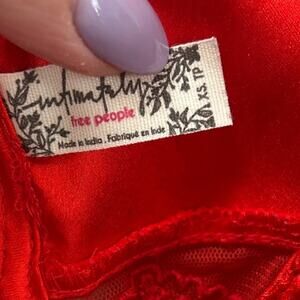 intimately
free people
Made in India . Fabriqué en Inde
XS. TP